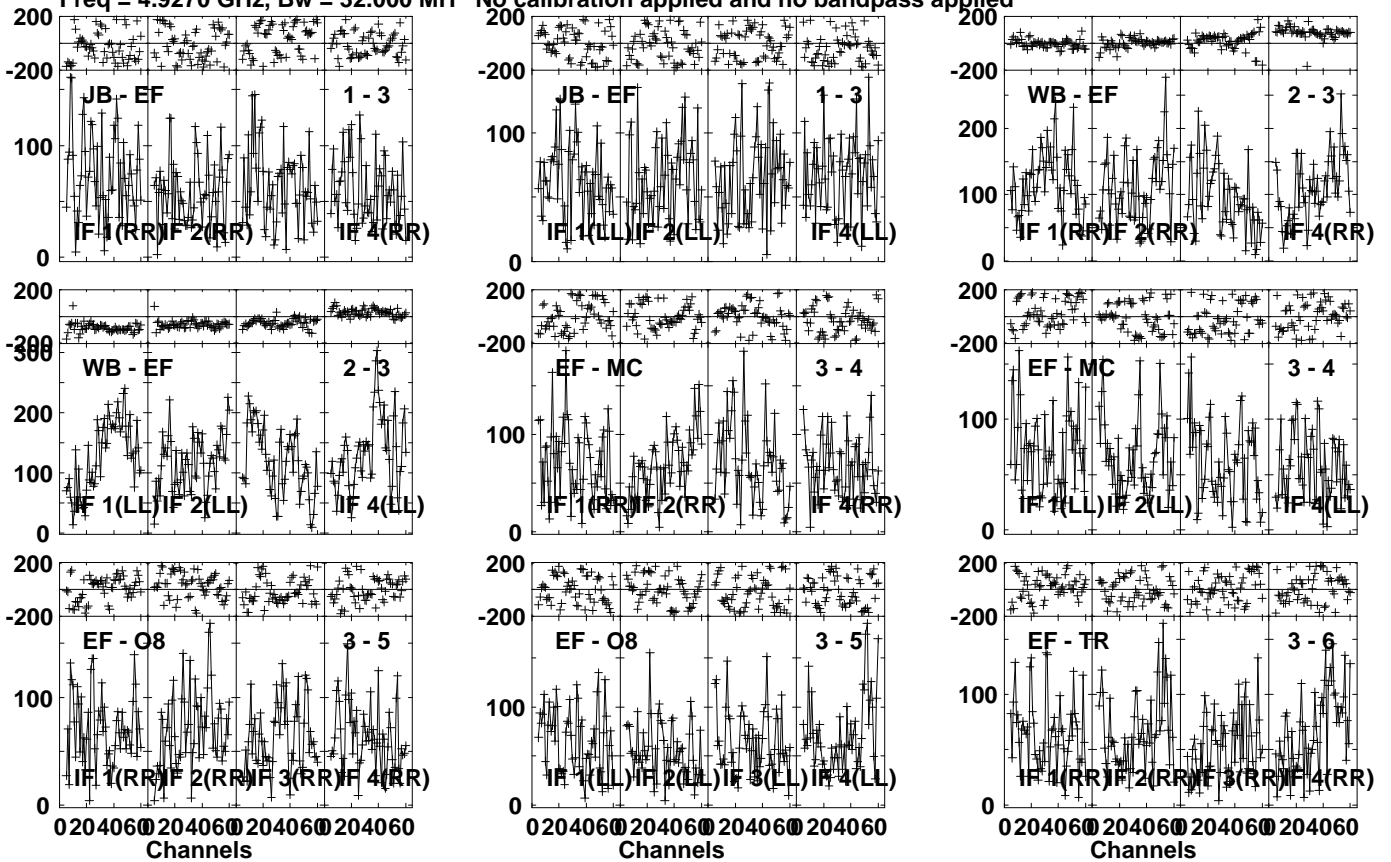 Freq = 4.9270 GHz, Bw = 32.000 MH No calibration applied and no bandpass applied
200
-200
JB - EF 1 - 3
100
IF 1(RR) IF 2(RR) IF 4(RR)
0
200
-200
JB - EF 1 - 3
100
IF 1(LL) IF 2(LL) IF 4(LL)
0
200
-200
WB - EF 2 - 3
200
100
IF 1(RR) IF 2(RR) IF 4(RR)
0
200
-200
300
WB - EF 2 - 3
200
100
IF 1(LL) IF 2(LL) IF 4(LL)
0
200
-200
EF - MC 3 - 4
100
IF 1(RR) IF 2(RR) IF 4(RR)
0
200
-200
EF - MC 3 - 4
100
IF 1(LL) IF 2(LL) IF 4(LL)
0
200
-200
EF - O8 3 - 5
100
IF 1(RR) IF 2(RR) IF 3(RR) IF 4(RR)
0
0 20 40 60 0 20 40 60 0 20 40 60 0 20 40 60
Channels
200
-200
EF - O8 3 - 5
100
IF 1(LL) IF 2(LL) IF 3(LL) IF 4(LL)
0
0 20 40 60 0 20 40 60 0 20 40 60 0 20 40 60
Channels
200
-200
EF - TR 3 - 6
100
IF 1(RR) IF 2(RR) IF 3(RR) IF 4(RR)
0
0 20 40 60 0 20 40 60 0 20 40 60 0 20 40 60
Channels